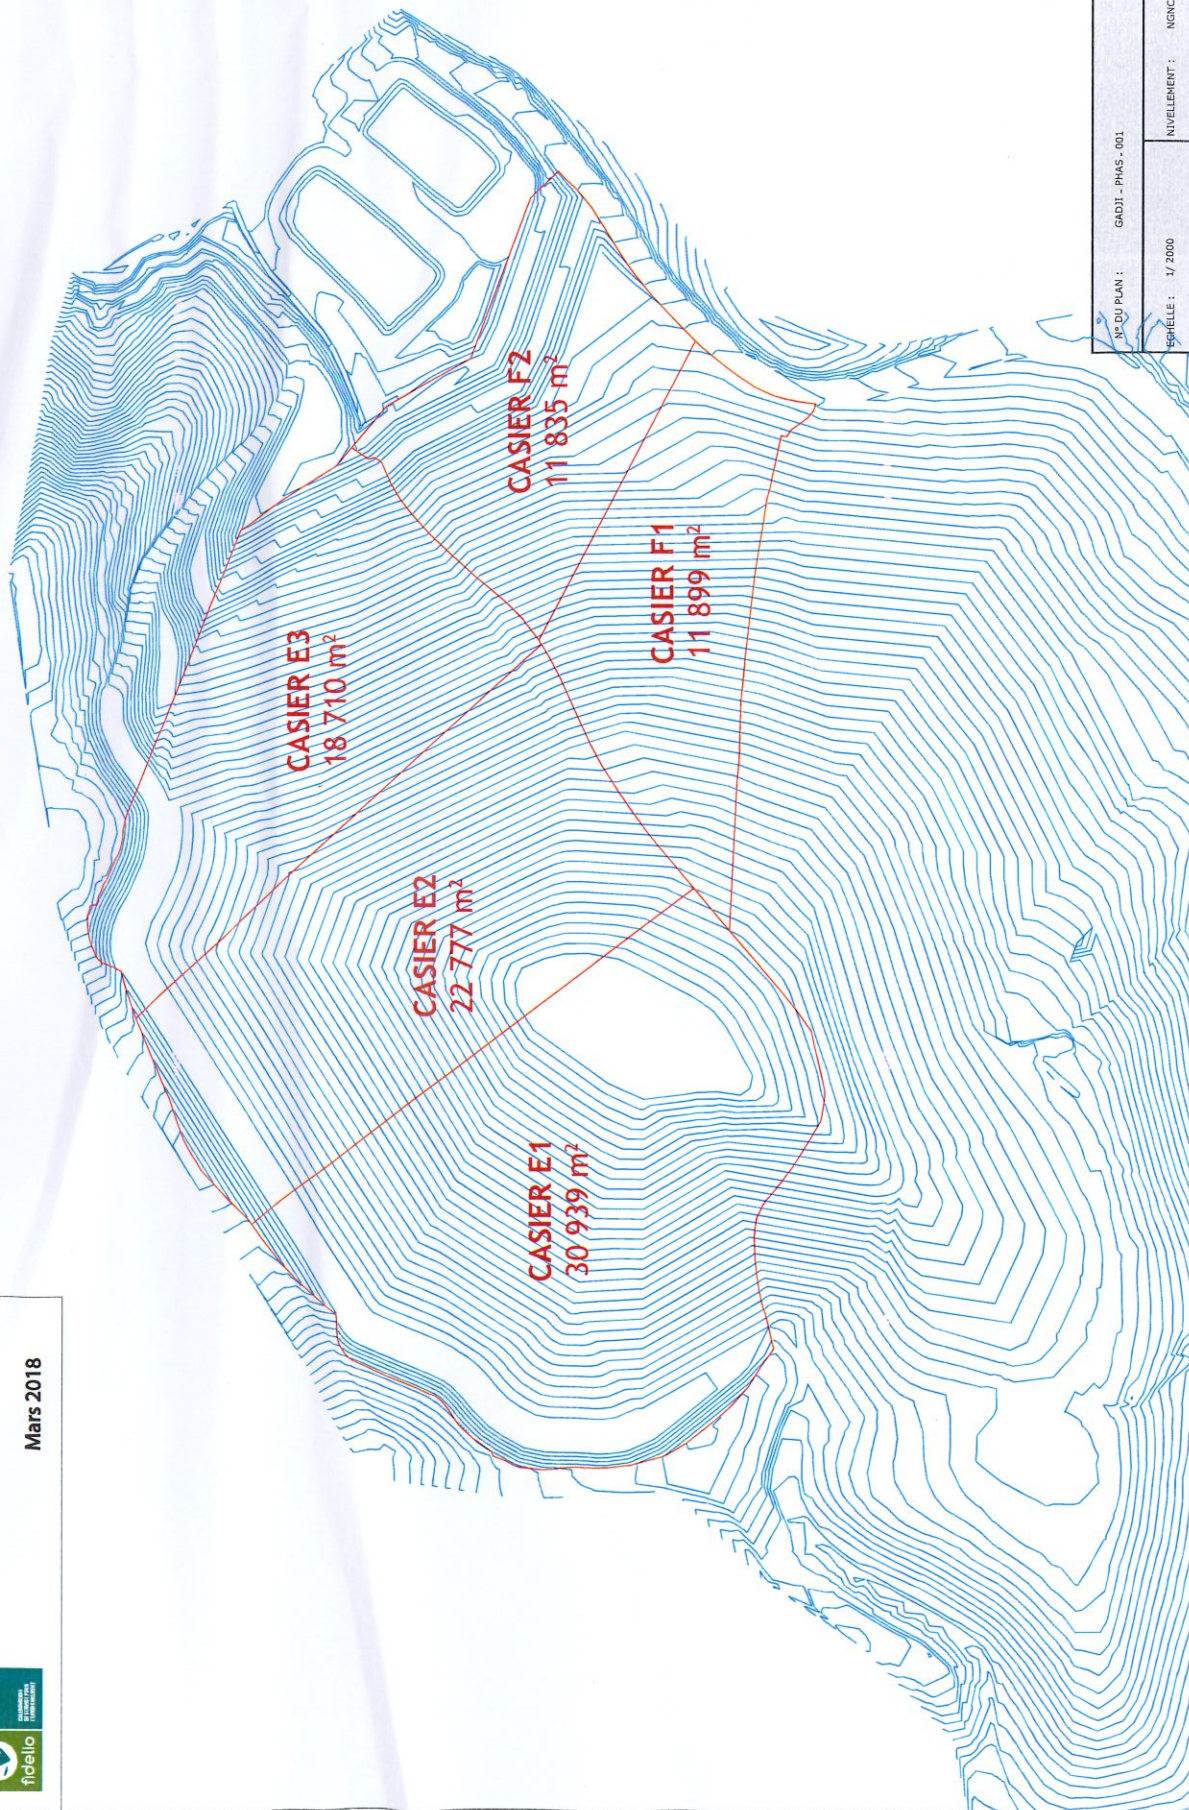 Mars 2018
fidelio
CASIER E1
30 939 m²
CASIER E2
22 777 m²
CASIER E3
18 710 m²
CASIER F1
11 899 m²
CASIER F2
11 835 m²
N° DU PLAN : GADJI - PHAS - 001
ECHELLE : 1/ 2000
NIVELLEMENT : NGNC